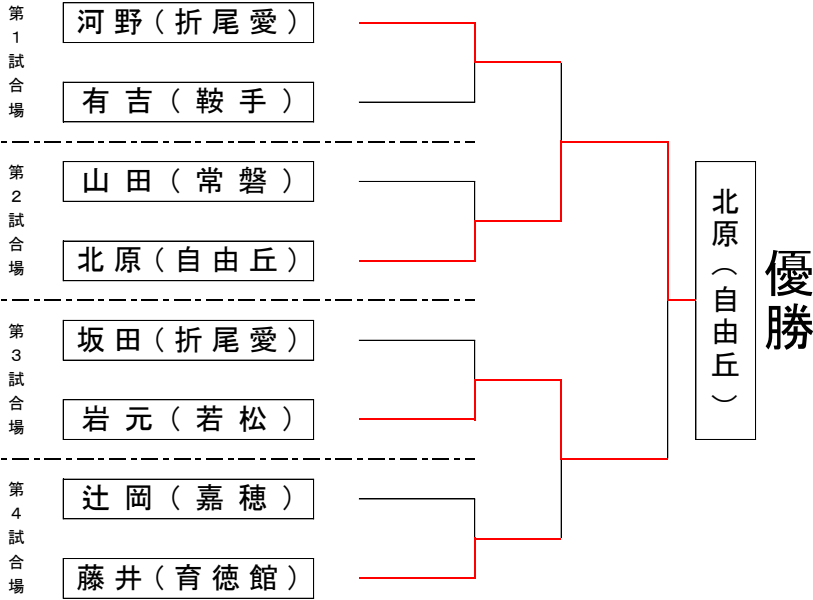 第1試合場
河野(折尾愛)
有吉(鞍手)
第2試合場
山田(常磐)
北原(自由丘)
第3試合場
坂田(折尾愛)
岩元(若松)
第4試合場
辻岡(嘉穂)
藤井(育徳館)
北原(自由丘)
優勝